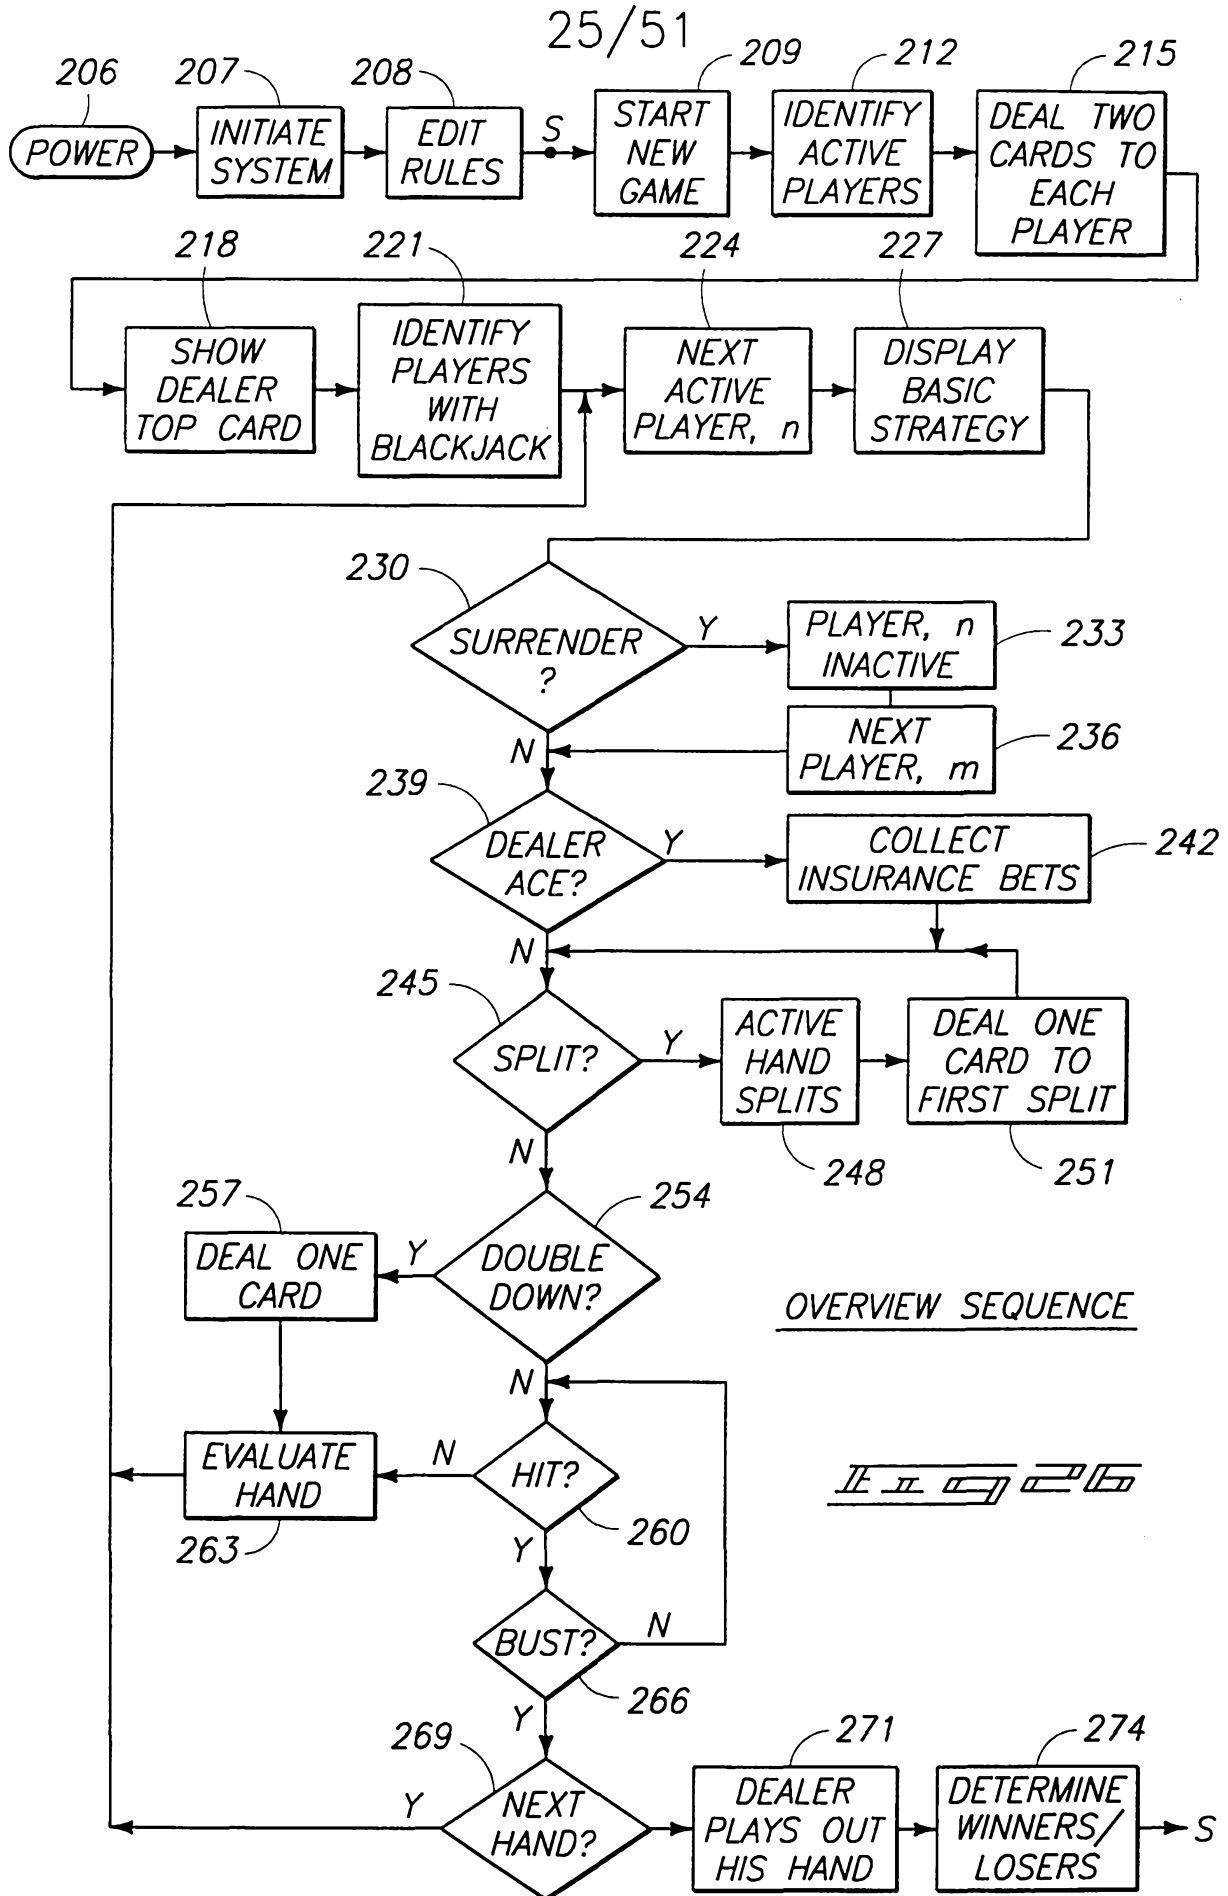 25/51
206
207
208
209
212
215
POWER
INITIATE
SYSTEM
EDIT
RULES
S
START
NEW
GAME
IDENTIFY
ACTIVE
PLAYERS
DEAL TWO
CARDS TO
EACH
PLAYER
218
221
224
227
SHOW
DEALER
TOP CARD
IDENTIFY
PLAYERS
WITH
BLACKJACK
NEXT
ACTIVE
PLAYER, n
DISPLAY
BASIC
STRATEGY
230
SURRENDER
?
Y
PLAYER, n
INACTIVE
233
N
NEXT
PLAYER, m
236
239
DEALER
ACE?
Y
COLLECT
INSURANCE BETS
242
N
245
SPLIT?
Y
ACTIVE
HAND
SPLITS
DEAL ONE
CARD TO
FIRST SPLIT
N
248
251
257
254
DEAL ONE
CARD
Y
DOUBLE
DOWN?
OVERVIEW SEQUENCE
N
EVALUATE
HAND
N
HIT?
Fig 26
263
260
Y
BUST?
N
266
Y
269
271
274
Y
NEXT
HAND?
DEALER
PLAYS OUT
HIS HAND
DETERMINE
WINNERS/
LOSERS
S